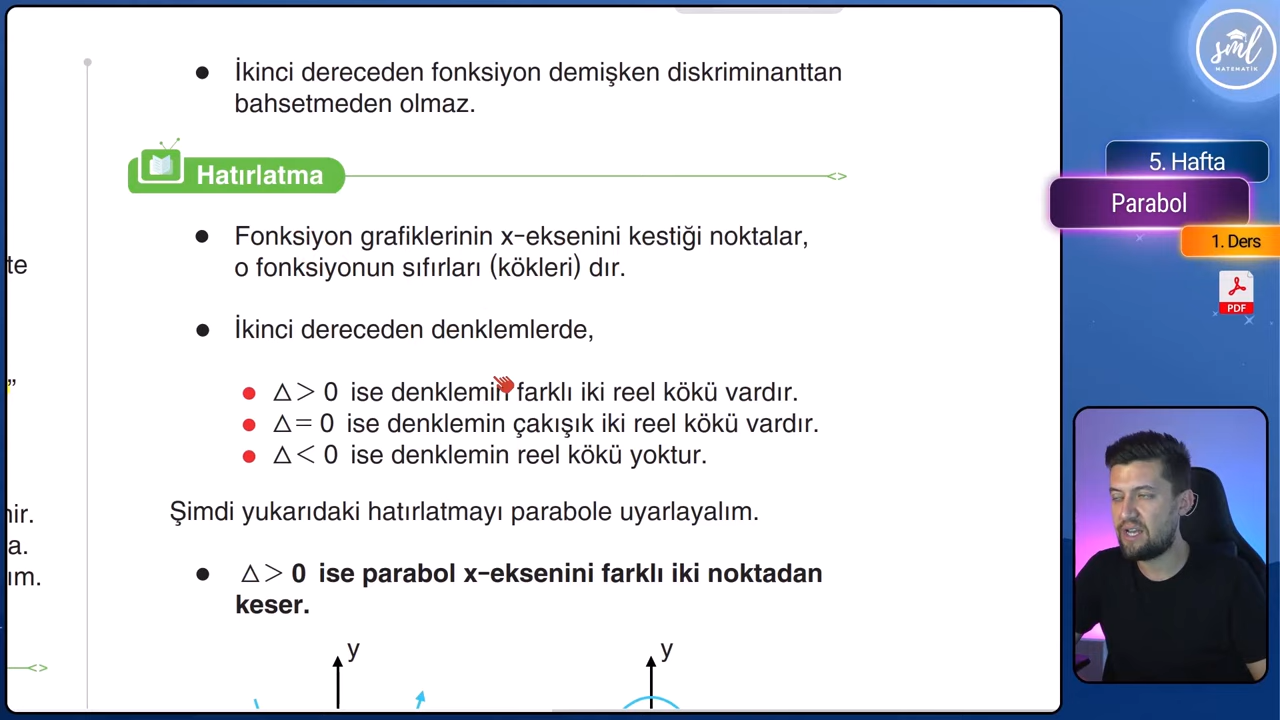 ● İkinci dereceden fonksiyon demişken diskriminanttan
bahsetmeden olmaz.
Hatırlatma
● Fonksiyon grafiklerinin x-eksenini kestiği noktalar,
o fonksiyonun sıfırları (kökleri) dır.
● İkinci dereceden denklemlerde,
● △ > 0 ise denklemin farklı iki reel kökü vardır.
● △ = 0 ise denklemin çakışık iki reel kökü vardır.
● △ < 0 ise denklemin reel kökü yoktur.
Şimdi yukarıdaki hatırlatmayı parabole uyarlayalım.
● △ > 0 ise parabol x-eksenini farklı iki noktadan
keser.
y
y
te
”
a.
ım.
sml
MATEMATİK
5. Hafta
Parabol
1. Ders
PDF